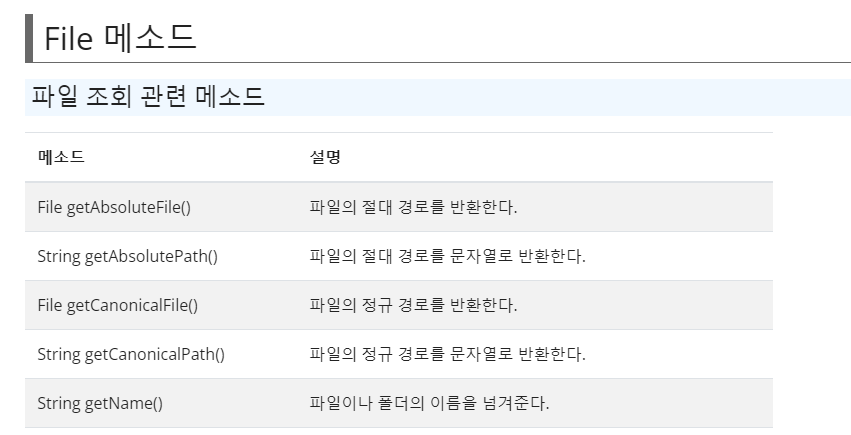 File 메소드
파일 조회 관련 메소드
메소드 설명
File getAbsoluteFile() 파일의 절대 경로를 반환한다.
String getAbsolutePath() 파일의 절대 경로를 문자열로 반환한다.
File getCanonicalFile() 파일의 정규 경로를 반환한다.
String getCanonicalPath() 파일의 정규 경로를 문자열로 반환한다.
String getName() 파일이나 폴더의 이름을 넘겨준다.